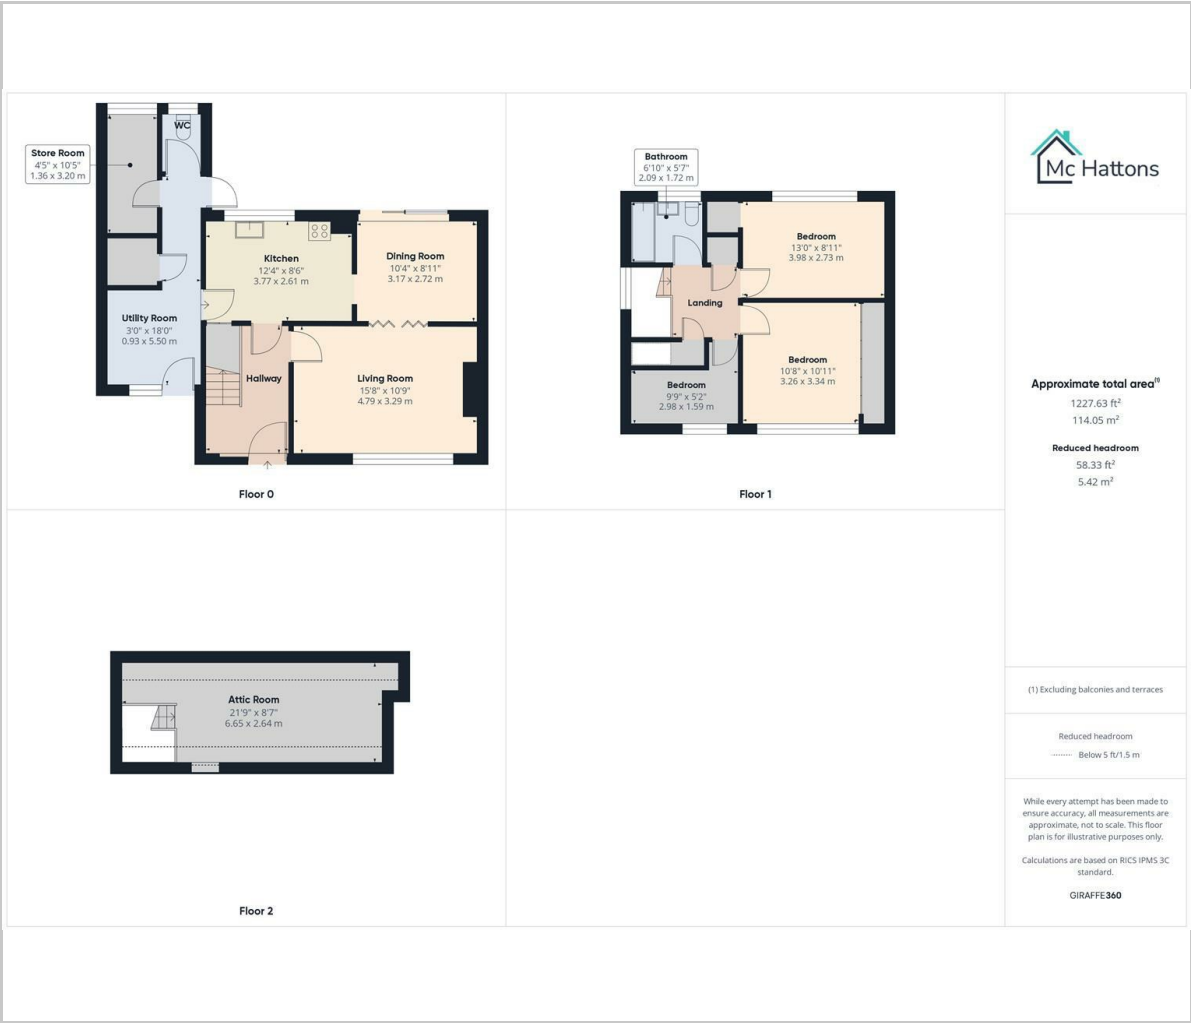 WC
Store Room
4'5" x 10'5"
1.36 x 3.20 m
Kitchen
12'4" x 8'6"
3.77 x 2.61 m
Dining Room
10'4" x 8'11"
3.17 x 2.72 m
Utility Room
3'0" x 18'0"
0.93 x 5.50 m
Hallway
Living Room
15'8" x 10'9"
4.79 x 3.29 m
Floor 0
Bathroom
6'10" x 5'7"
2.09 x 1.72 m
Bedroom
13'0" x 8'11"
3.98 x 2.73 m
Landing
Bedroom
10'8" x 10'11"
3.26 x 3.34 m
Bedroom
9'9" x 5'2"
2.98 x 1.59 m
Floor 1
Attic Room
21'9" x 8'7"
6.65 x 2.64 m
Floor 2
Mc Hattons
Approximate total area(1)
1227.63 ft²
114.05 m²
Reduced headroom
58.33 ft²
5.42 m²
(1) Excluding balconies and terraces
Reduced headroom
Below 5 ft/1.5 m
While every attempt has been made to
ensure accuracy, all measurements are
approximate, not to scale. This floor
plan is for illustrative purposes only.
Calculations are based on RICS IPMS 3C
standard.
GIRAFFE360